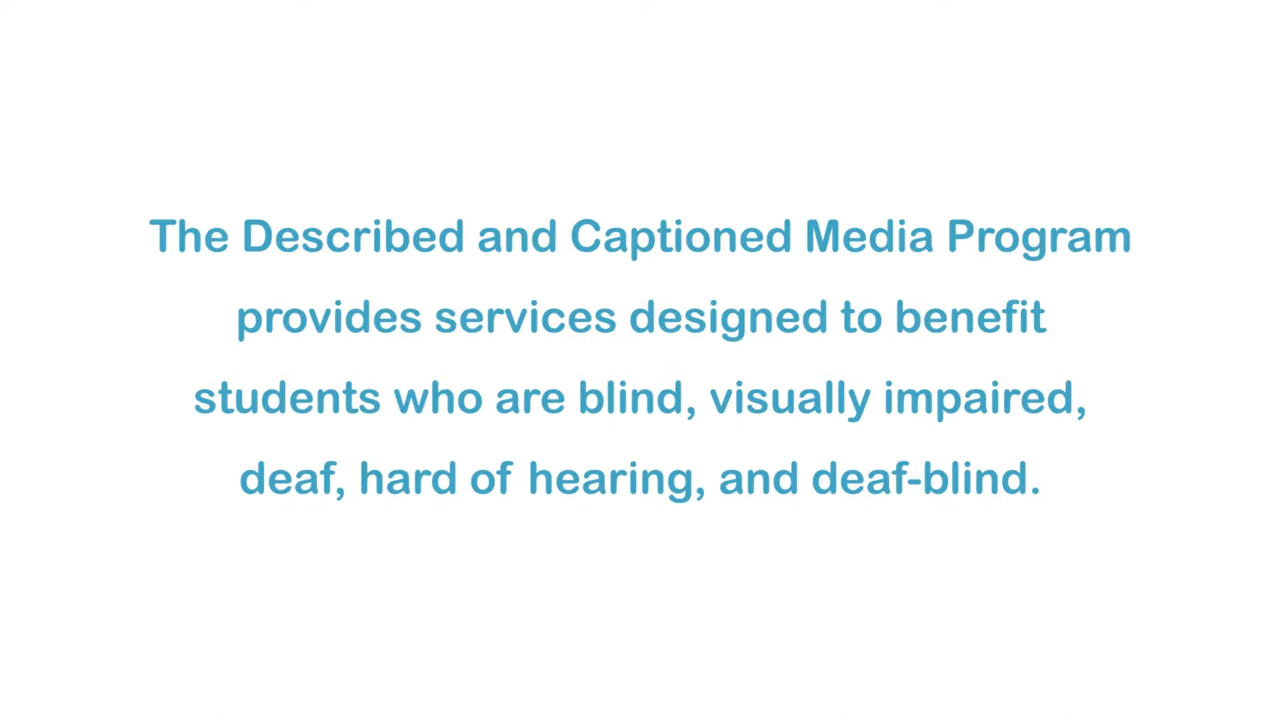 The Described and Captioned Media Program
provides services designed to benefit
students who are blind, visually impaired,
deaf, hard of hearing, and deaf-blind.